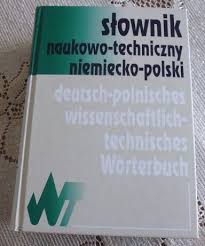 słownik
naukowo-techniczny
niemiecko-polski
deutsch-polnisches
wissenschaftlich-
technisches
Wörterbuch
WT